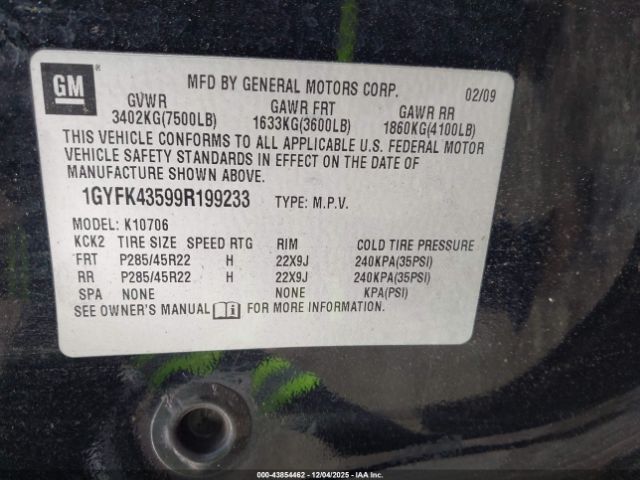 GM
MFD BY GENERAL MOTORS CORP. 02/09
GVWR GAWR FRT GAWR RR
3402KG(7500LB) 1633KG(3600LB) 1860KG(4100LB)
THIS VEHICLE CONFORMS TO ALL APPLICABLE U.S. FEDERAL MOTOR
VEHICLE SAFETY STANDARDS IN EFFECT ON THE DATE OF
MANUFACTURE SHOWN ABOVE.
1GYFK43599R199233 TYPE: M.P.V.
MODEL: K10706
KCK2 TIRE SIZE SPEED RTG RIM COLD TIRE PRESSURE
FRT P285/45R22 H 22X9J 240KPA(35PSI)
RR P285/45R22 H 22X9J 240KPA(35PSI)
SPA NONE NONE KPA(PSI)
SEE OWNER'S MANUAL FOR MORE INFORMATION.
000-43854462 - 12/04/2025 - IAAI.com